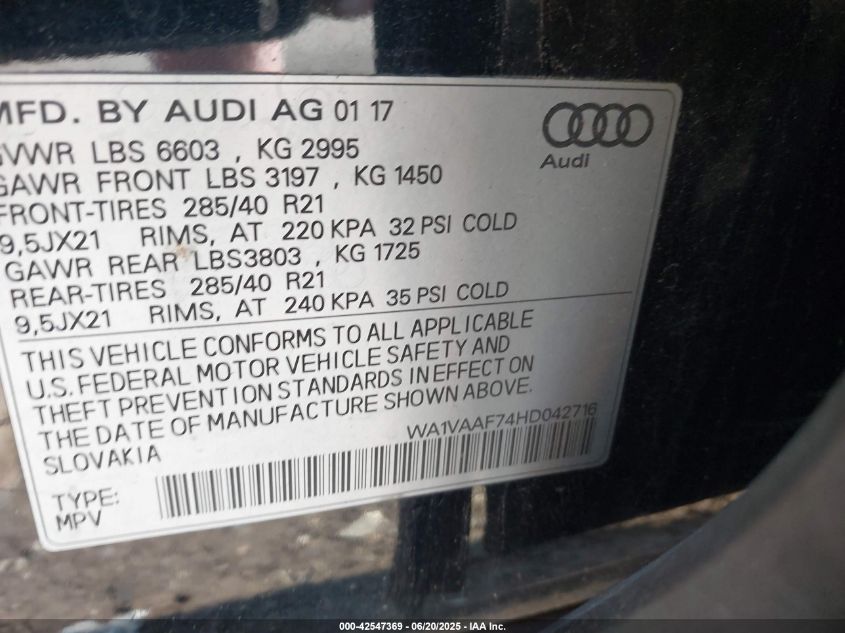 MFD. BY AUDI AG 01 17
Audi
GVWR LBS 6603 , KG 2995
GAWR FRONT LBS 3197 , KG 1450
FRONT-TIRES 285/40 R21
9,5JX21 RIMS, AT 220 KPA 32 PSI COLD
GAWR REAR LBS3803 , KG 1725
REAR-TIRES 285/40 R21
9,5JX21 RIMS, AT 240 KPA 35 PSI COLD
THIS VEHICLE CONFORMS TO ALL APPLICABLE
U.S. FEDERAL MOTOR VEHICLE SAFETY AND
THEFT PREVENTION STANDARDS IN EFFECT ON
THE DATE OF MANUFACTURE SHOWN ABOVE.
SLOVAKIA WA1VAAF74HD042716
TYPE:
MPV
000-42547369 - 06/20/2025 - IAA Inc.